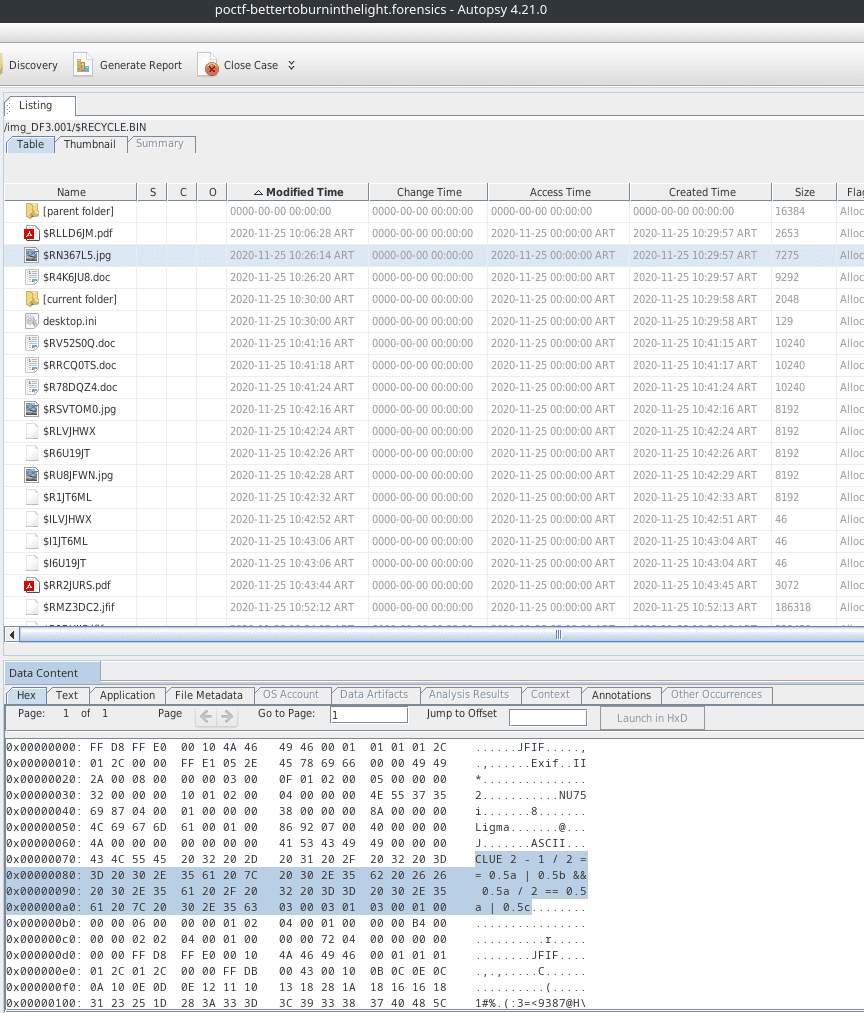 poctf-bettertoburninthelight.forensics - Autopsy 4.21.0
Discovery Generate Report Close Case
Listing
/img_DF3.001/$RECYCLE.BIN
Table Thumbnail Summary
Name S C O Modified Time Change Time Access Time Created Time Size Flag
[parent folder] 0000-00-00 00:00:00 0000-00-00 00:00:00 0000-00-00 00:00:00 0000-00-00 00:00:00 16384 Alloc
$RLLD6JM.pdf 2020-11-25 10:06:28 ART 0000-00-00 00:00:00 2020-11-25 00:00:00 ART 2020-11-25 10:29:57 ART 2653 Alloc
$RN367L5.jpg 2020-11-25 10:26:14 ART 0000-00-00 00:00:00 2020-11-25 00:00:00 ART 2020-11-25 10:29:57 ART 7275 Alloc
$R4K6JU8.doc 2020-11-25 10:26:20 ART 0000-00-00 00:00:00 2020-11-25 00:00:00 ART 2020-11-25 10:29:57 ART 9292 Alloc
[current folder] 2020-11-25 10:30:00 ART 0000-00-00 00:00:00 2020-11-25 00:00:00 ART 2020-11-25 10:29:58 ART 2048 Alloc
desktop.ini 2020-11-25 10:30:00 ART 0000-00-00 00:00:00 2020-11-25 00:00:00 ART 2020-11-25 10:29:58 ART 129 Alloc
$RV52S0Q.doc 2020-11-25 10:41:16 ART 0000-00-00 00:00:00 2020-11-25 00:00:00 ART 2020-11-25 10:41:15 ART 10240 Alloc
$RRCQ0TS.doc 2020-11-25 10:41:18 ART 0000-00-00 00:00:00 2020-11-25 00:00:00 ART 2020-11-25 10:41:17 ART 10240 Alloc
$R78DQZ4.doc 2020-11-25 10:41:24 ART 0000-00-00 00:00:00 2020-11-25 00:00:00 ART 2020-11-25 10:41:24 ART 10240 Alloc
$RSVTOM0.jpg 2020-11-25 10:42:16 ART 0000-00-00 00:00:00 2020-11-25 00:00:00 ART 2020-11-25 10:42:16 ART 8192 Alloc
$RLVJHWX 2020-11-25 10:42:24 ART 0000-00-00 00:00:00 2020-11-25 00:00:00 ART 2020-11-25 10:42:24 ART 8192 Alloc
$R6U19JT 2020-11-25 10:42:26 ART 0000-00-00 00:00:00 2020-11-25 00:00:00 ART 2020-11-25 10:42:26 ART 8192 Alloc
$RU8JFWN.jpg 2020-11-25 10:42:28 ART 0000-00-00 00:00:00 2020-11-25 00:00:00 ART 2020-11-25 10:42:29 ART 8192 Alloc
$R1JT6ML 2020-11-25 10:42:32 ART 0000-00-00 00:00:00 2020-11-25 00:00:00 ART 2020-11-25 10:42:33 ART 8192 Alloc
$ILVJHWX 2020-11-25 10:42:52 ART 0000-00-00 00:00:00 2020-11-25 00:00:00 ART 2020-11-25 10:42:51 ART 46 Alloc
$I1JT6ML 2020-11-25 10:43:06 ART 0000-00-00 00:00:00 2020-11-25 00:00:00 ART 2020-11-25 10:43:04 ART 46 Alloc
$I6U19JT 2020-11-25 10:43:06 ART 0000-00-00 00:00:00 2020-11-25 00:00:00 ART 2020-11-25 10:43:04 ART 46 Alloc
$RR2JURS.pdf 2020-11-25 10:43:44 ART 0000-00-00 00:00:00 2020-11-25 00:00:00 ART 2020-11-25 10:43:45 ART 3072 Alloc
$RMZ3DC2.jfif 2020-11-25 10:52:12 ART 0000-00-00 00:00:00 2020-11-25 00:00:00 ART 2020-11-25 10:52:13 ART 186318 Alloc
Data Content
Hex Text Application File Metadata OS Account Data Artifacts Analysis Results Context Annotations Other Occurrences
Page: 1 of 1 Page Go to Page: 1 Jump to Offset Launch in HxD
0x00000000: FF D8 FF E0 00 10 4A 46 49 46 00 01 01 01 01 2C ......JFIF.....,
0x00000010: 01 2C 00 00 FF E1 05 2E 45 78 69 66 00 00 49 49 .,......Exif..II
0x00000020: 2A 00 08 00 00 00 03 00 0F 01 02 00 05 00 00 00 *...............
0x00000030: 32 00 00 00 10 01 02 00 04 00 00 00 4E 55 37 35 2...........NU75
0x00000040: 69 87 04 00 01 00 00 00 38 00 00 00 8A 00 00 00 i.......8.......
0x00000050: 4C 69 67 6D 61 00 01 00 86 92 07 00 40 00 00 00 Ligma.......@...
0x00000060: 4A 00 00 00 00 00 00 00 41 53 43 49 49 00 00 00 J.......ASCII...
0x00000070: 43 4C 55 45 20 32 20 2D 20 31 20 2F 20 32 20 3D CLUE 2 - 1 / 2 =
0x00000080: 3D 20 30 2E 35 61 20 7C 20 30 2E 35 62 20 26 26 = 0.5a | 0.5b &&
0x00000090: 20 30 2E 35 61 20 2F 20 32 20 3D 3D 20 30 2E 35 0.5a / 2 == 0.5
0x000000a0: 61 20 7C 20 30 2E 35 63 03 00 03 01 03 00 01 00 a | 0.5c........
0x000000b0: 00 00 06 00 00 00 01 02 04 00 01 00 00 00 B4 00 ................
0x000000c0: 00 00 02 02 04 00 01 00 00 00 72 04 00 00 00 00 ..........r.....
0x000000d0: 00 00 FF D8 FF E0 00 10 4A 46 49 46 00 01 01 01 ........JFIF....
0x000000e0: 01 2C 01 2C 00 00 FF DB 00 43 00 10 0B 0C 0E 0C .,.,.....C......
0x000000f0: 0A 10 0E 0D 0E 12 11 10 13 18 28 1A 18 16 16 18 ..........(.....
0x00000100: 31 23 25 1D 28 3A 33 3D 3C 39 33 38 37 40 48 5C 1#%.(:3=<9387@H\